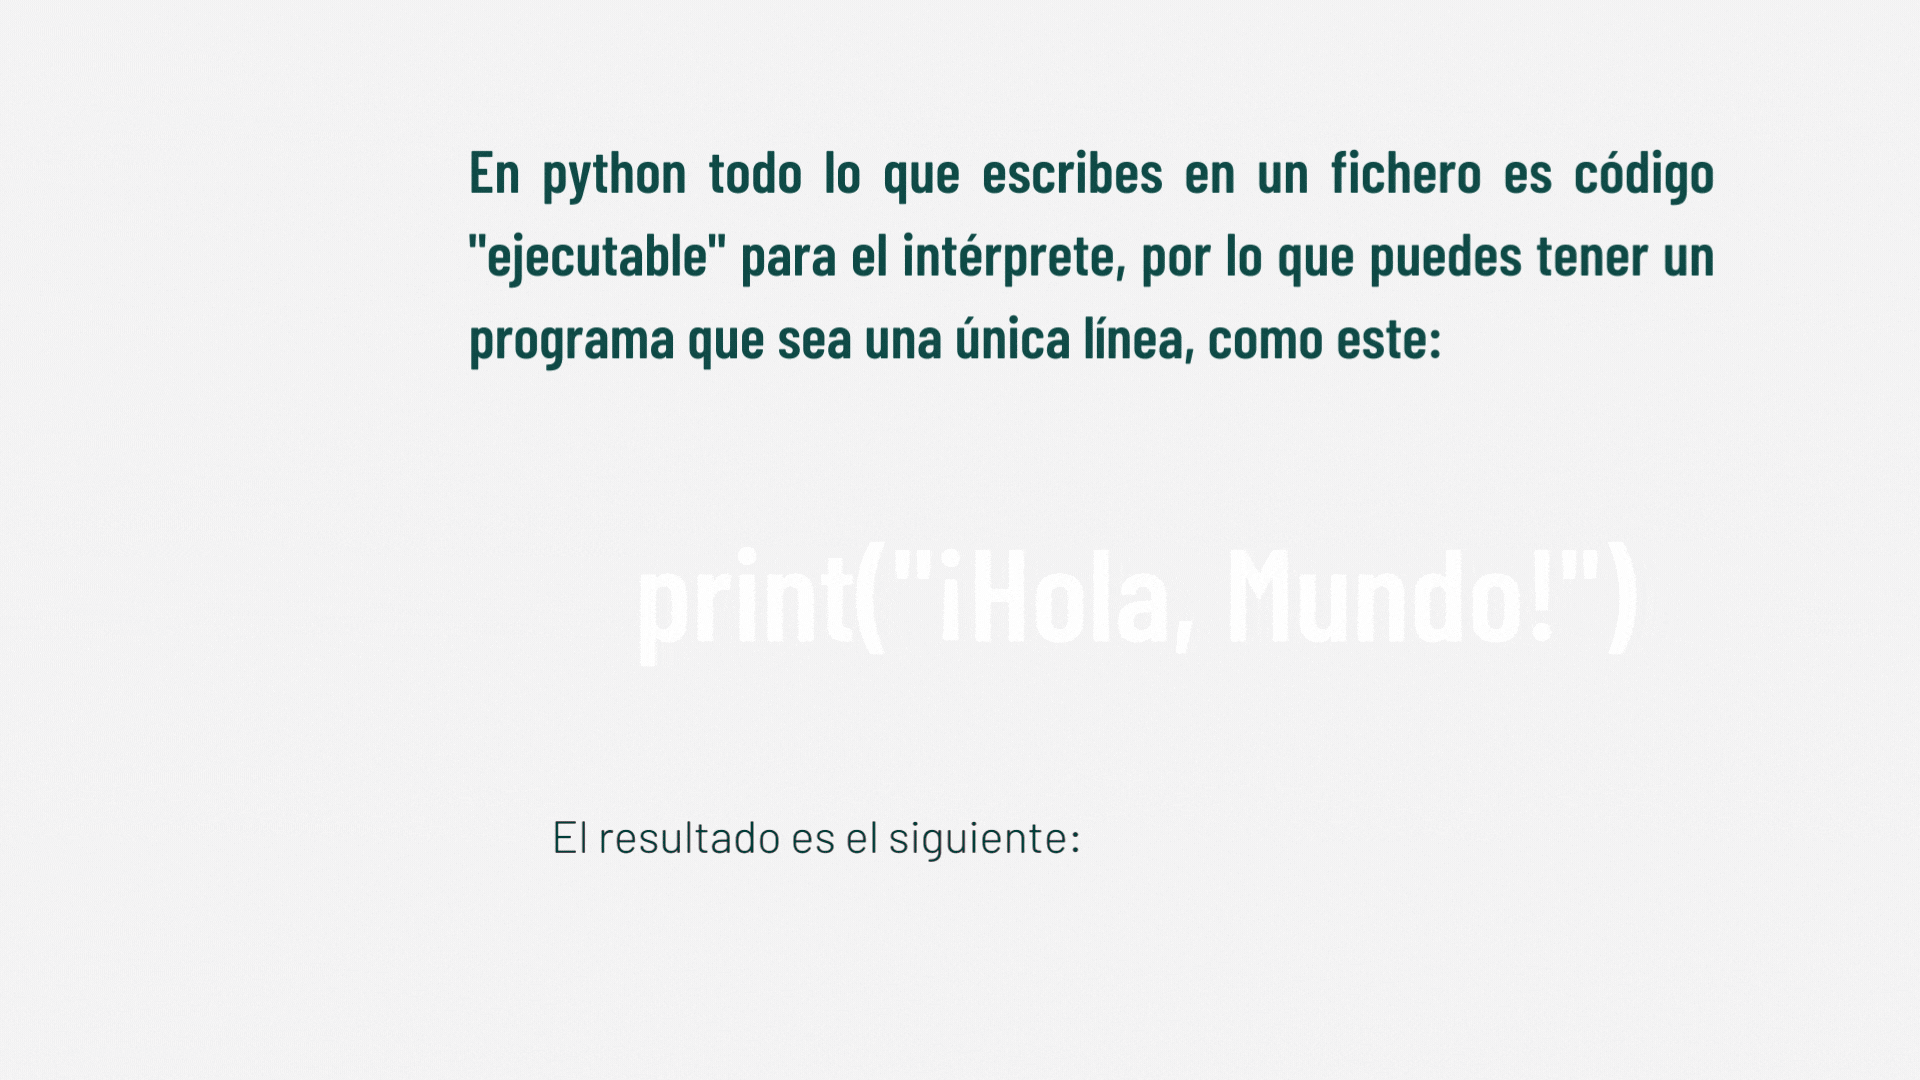 En python todo lo que escribes en un fichero es código
"ejecutable" para el intérprete, por lo que puedes tener un
programa que sea una única línea, como este:
print("¡Hola, Mundo!")
El resultado es el siguiente: